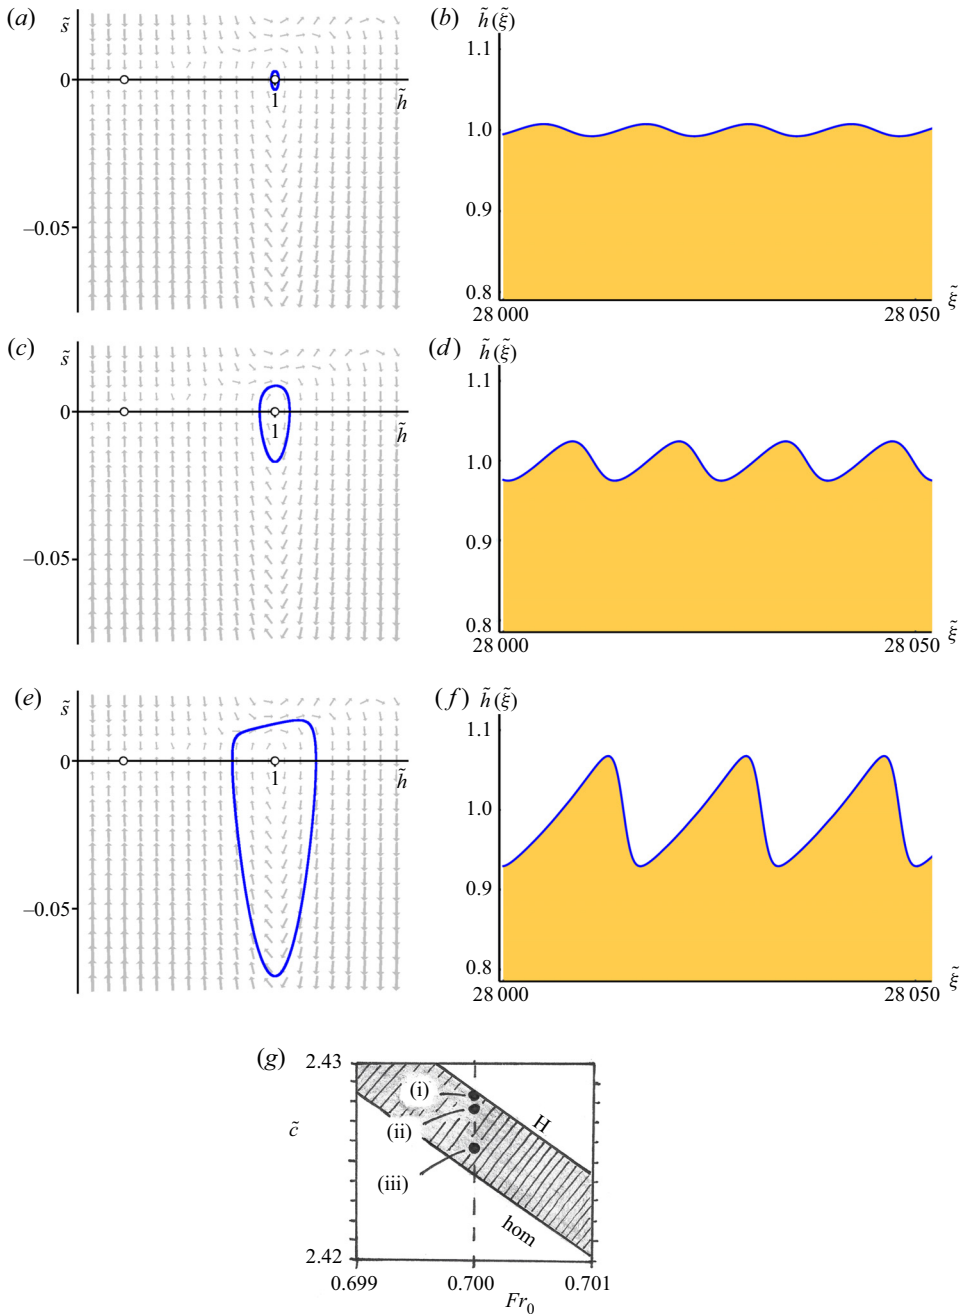 (a)
s̃
0
1
h̃
−0.05
(b)
h̃(ξ̃)
1.1
1.0
0.9
0.8
28 000
28 050
ξ̃
(c)
s̃
0
1
h̃
−0.05
(d)
h̃(ξ̃)
1.1
1.0
0.9
0.8
28 000
28 050
ξ̃
(e)
s̃
0
1
h̃
−0.05
(f)
h̃(ξ̃)
1.1
1.0
0.9
0.8
28 000
28 050
ξ̃
(g)
2.43
c̃
2.42
(i)
(ii)
(iii)
H
hom
0.699
0.700
0.701
Fr0